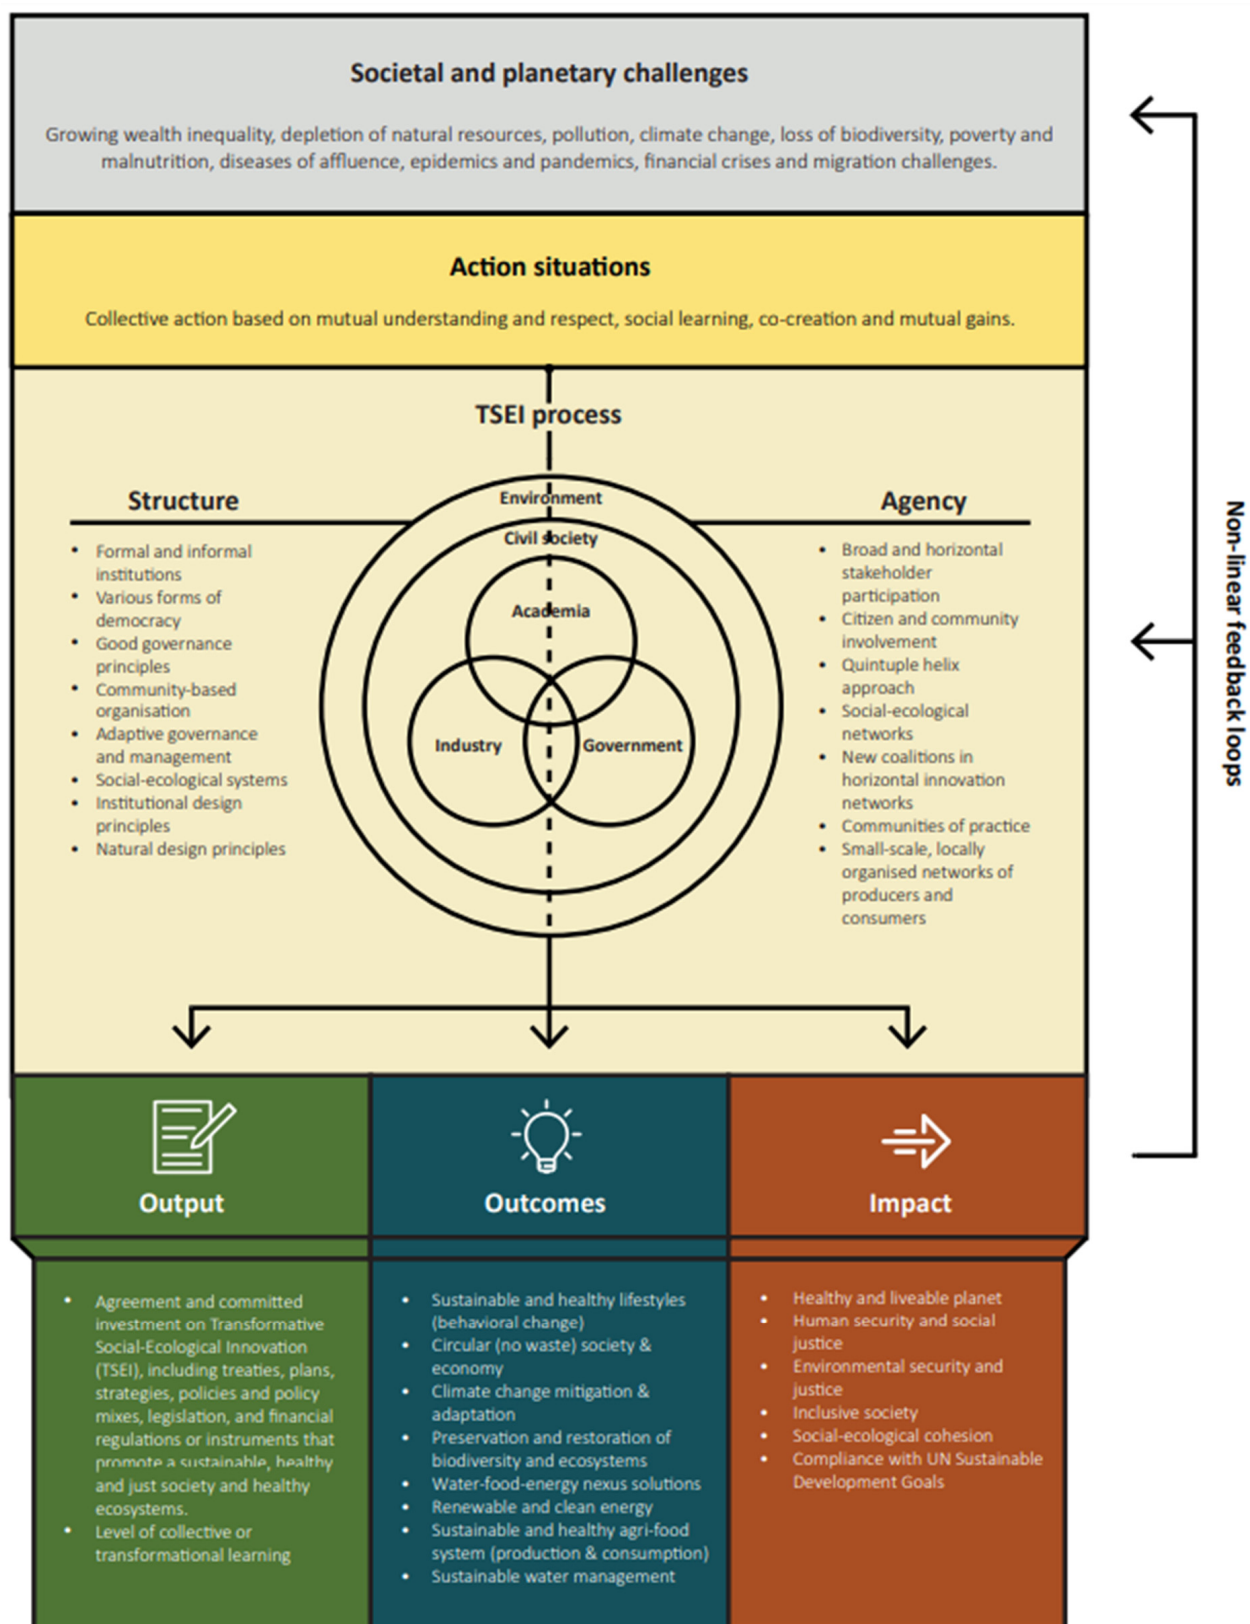 Societal and planetary challenges
Growing wealth inequality, depletion of natural resources, pollution, climate change, loss of biodiversity, poverty and
malnutrition, diseases of affluence, epidemics and pandemics, financial crises and migration challenges.
Action situations
Collective action based on mutual understanding and respect, social learning, co-creation and mutual gains.
TSEI process
Structure
• Formal and informal
institutions
• Various forms of
democracy
• Good governance
principles
• Community-based
organisation
• Adaptive governance
and management
• Social-ecological systems
• Institutional design
principles
• Natural design principles
Environment
Civil society
Academia
Industry
Government
Agency
• Broad and horizontal
stakeholder
participation
• Citizen and community
involvement
• Quintuple helix
approach
• Social-ecological
networks
• New coalitions in
horizontal innovation
networks
• Communities of practice
• Small-scale, locally
organised networks of
producers and
consumers
Non-linear feedback loops
Output
• Agreement and committed
investment on Transformative
Social-Ecological Innovation
(TSEI), including treaties, plans,
strategies, policies and policy
mixes, legislation, and financial
regulations or instruments that
promote a sustainable, healthy
and just society and healthy
ecosystems.
• Level of collective or
transformational learning
Outcomes
• Sustainable and healthy lifestyles
(behavioral change)
• Circular (no waste) society &
economy
• Climate change mitigation &
adaptation
• Preservation and restoration of
biodiversity and ecosystems
• Water-food-energy nexus solutions
• Renewable and clean energy
• Sustainable and healthy agri-food
system (production & consumption)
• Sustainable water management
Impact
• Healthy and liveable planet
• Human security and social
justice
• Environmental security and
justice
• Inclusive society
• Social-ecological cohesion
• Compliance with UN Sustainable
Development Goals